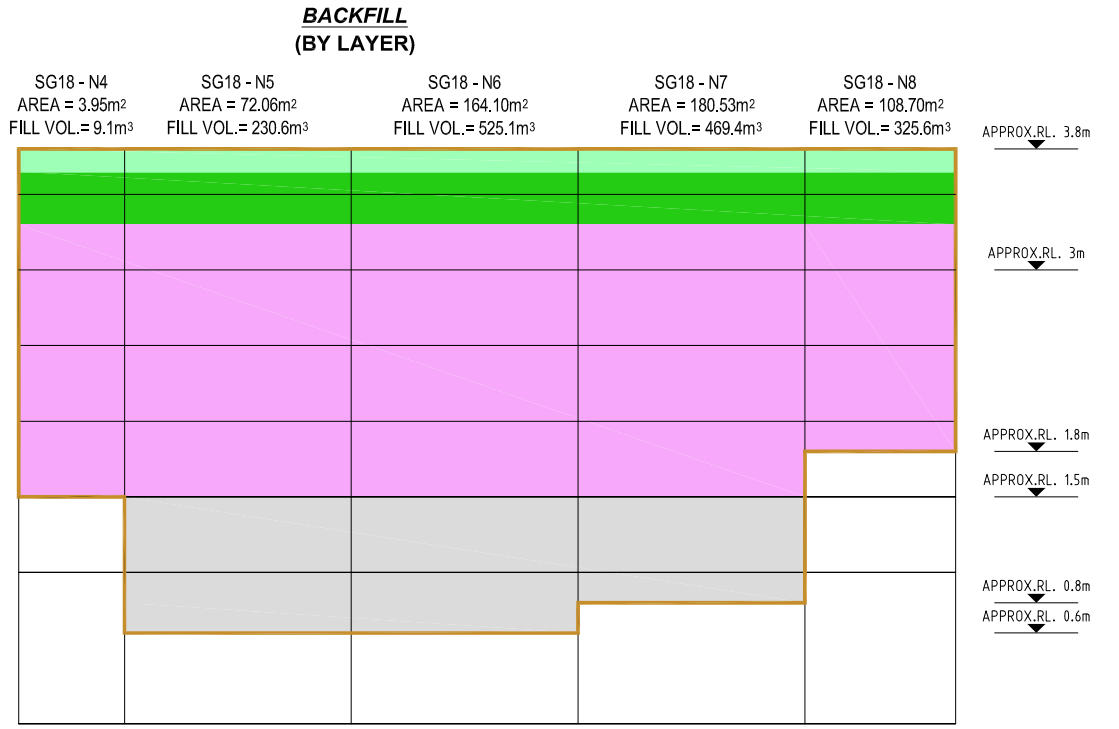 BACKFILL
(BY LAYER)
SG18 - N4
AREA = 3.95m²
FILL VOL.= 9.1m³
SG18 - N5
AREA = 72.06m²
FILL VOL.= 230.6m³
SG18 - N6
AREA = 164.10m²
FILL VOL.= 525.1m³
SG18 - N7
AREA = 180.53m²
FILL VOL.= 469.4m³
SG18 - N8
AREA = 108.70m²
FILL VOL.= 325.6m³
APPROX.RL. 3.8m
APPROX.RL. 3m
APPROX.RL. 1.8m
APPROX.RL. 1.5m
APPROX.RL. 0.8m
APPROX.RL. 0.6m